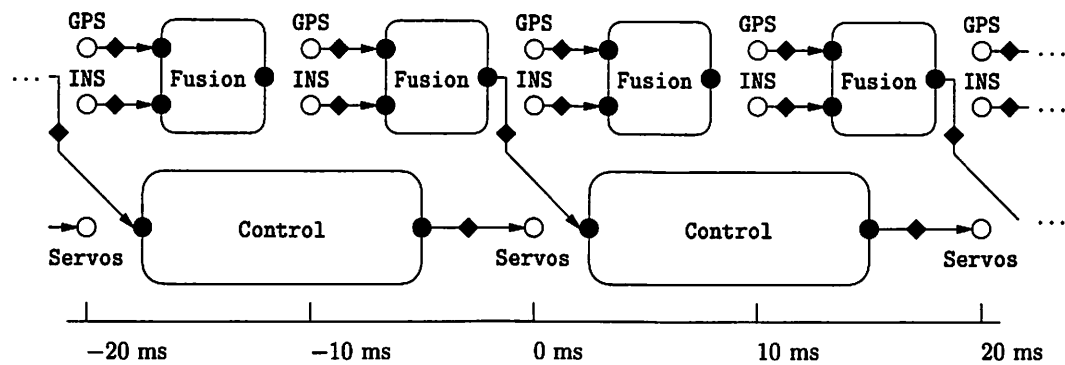 GPS GPS GPS GPS GPS
... INS Fusion INS Fusion INS Fusion INS Fusion INS ...
...
Control Control ...
Servos Servos Servos
−20 ms −10 ms 0 ms 10 ms 20 ms